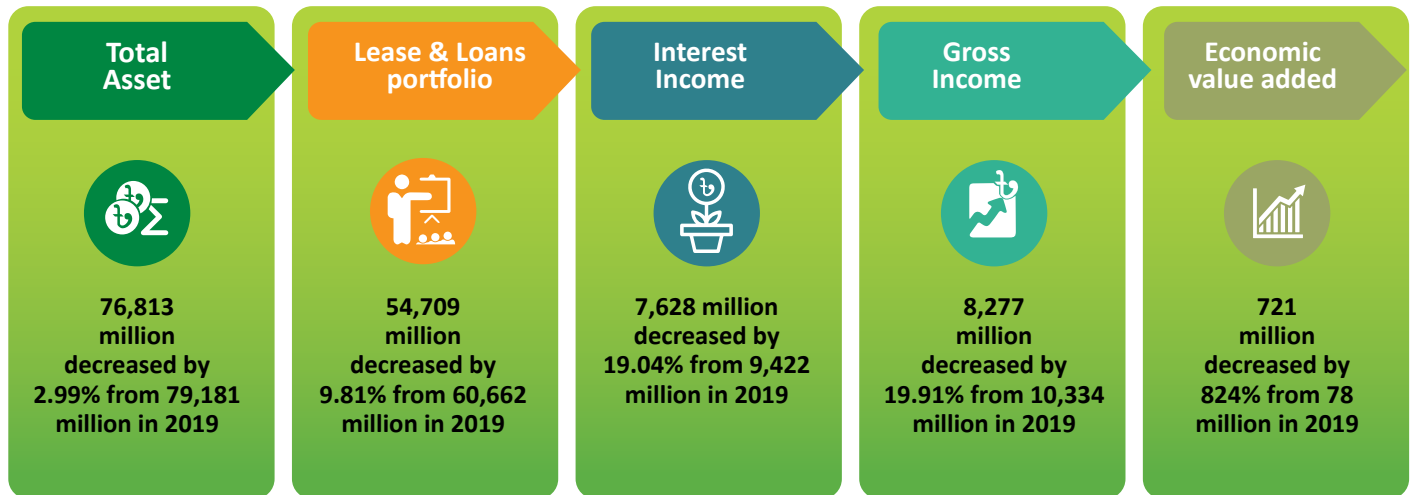 Total
Asset
76,813
million
decreased by
2.99% from 79,181
million in 2019
Lease & Loans
portfolio
54,709
million
decreased by
9.81% from 60,662
million in 2019
Interest
Income
7,628 million
decreased by
19.04% from 9,422
million in 2019
Gross
Income
8,277
million
decreased by
19.91% from 10,334
million in 2019
Economic
value added
721
million
decreased by
824% from 78
million in 2019